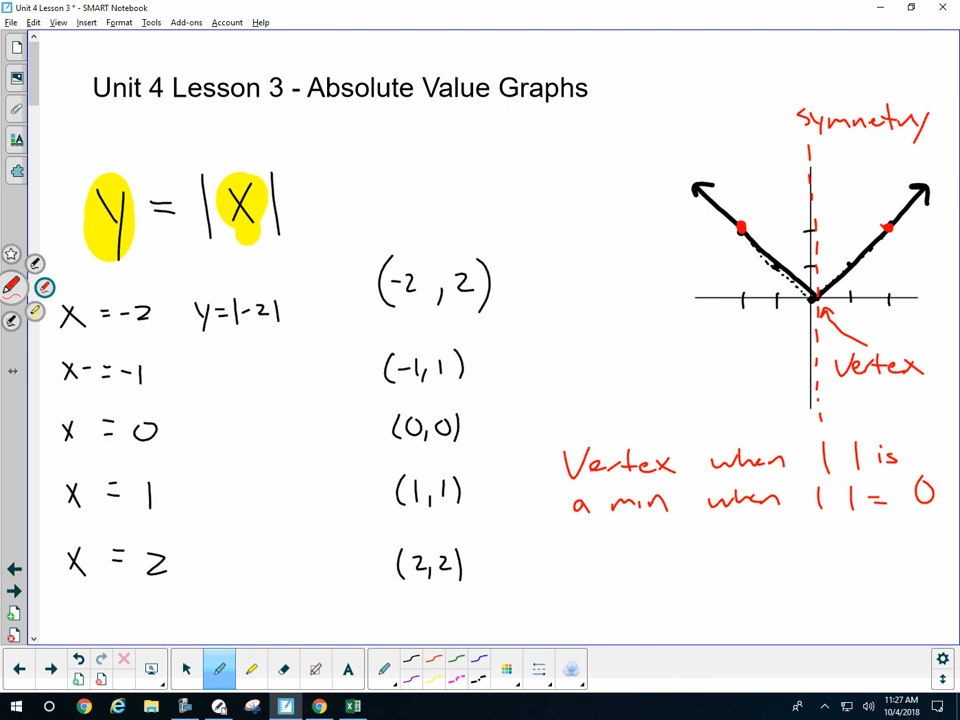 Unit 4 Lesson 3 * - SMART Notebook
File Edit View Insert Format Tools Add-ons Account Help
Unit 4 Lesson 3 - Absolute Value Graphs
symmetry
y = |x|
x = -2 y = |-2| (-2, 2)
x = -1 (-1, 1)
vertex
x = 0 (0, 0)
Vertex when | | is
a min when | | = 0
x = 1 (1, 1)
x = 2 (2, 2)
A
11:27 AM
10/4/2018